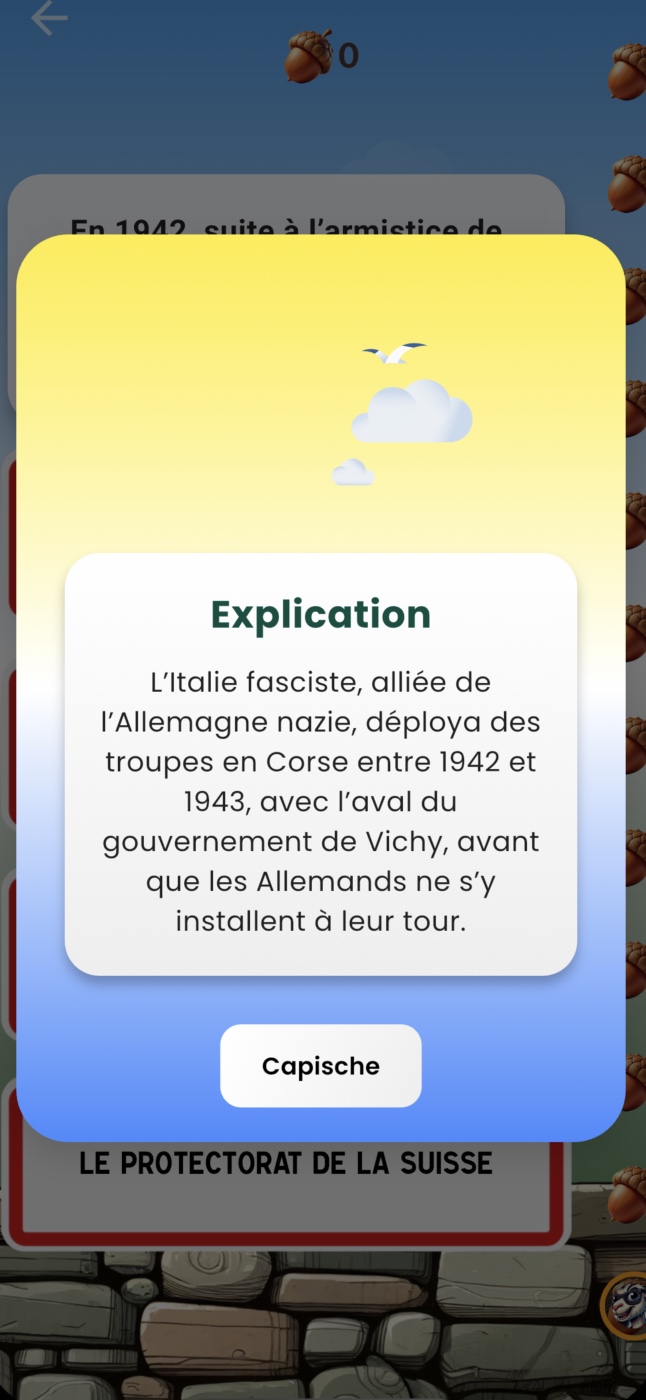 0
En 1942, suite à l’armistice de
Explication
L’Italie fasciste, alliée de
l’Allemagne nazie, déploya des
troupes en Corse entre 1942 et
1943, avec l’aval du
gouvernement de Vichy, avant
que les Allemands ne s’y
installent à leur tour.
Capische
LE PROTECTORAT DE LA SUISSE